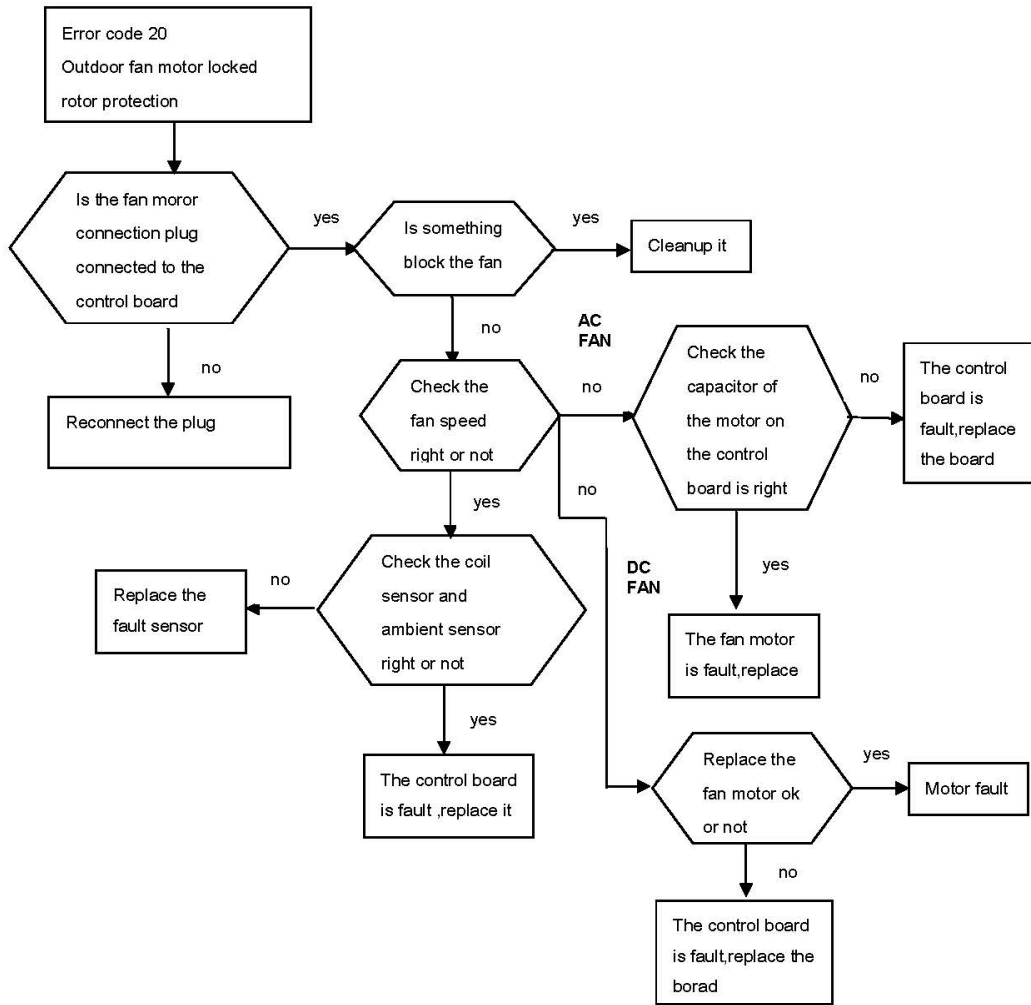 Error code 20
Outdoor fan motor locked
rotor protection
Is the fan moror
connection plug
connected to the
control board
yes
Is something
block the fan
yes
Cleanup it
no
Reconnect the plug
no
Check the
fan speed
right or not
AC
FAN
no
Check the
capacitor of
the motor on
the control
board is right
no
The control
board is
fault,replace
the board
yes
The fan motor
is fault,replace
no
DC
FAN
yes
Check the coil
sensor and
ambient sensor
right or not
no
Replace the
fault sensor
yes
The control board
is fault ,replace it
Replace the
fan motor ok
or not
yes
Motor fault
no
The control board
is fault,replace the
borad